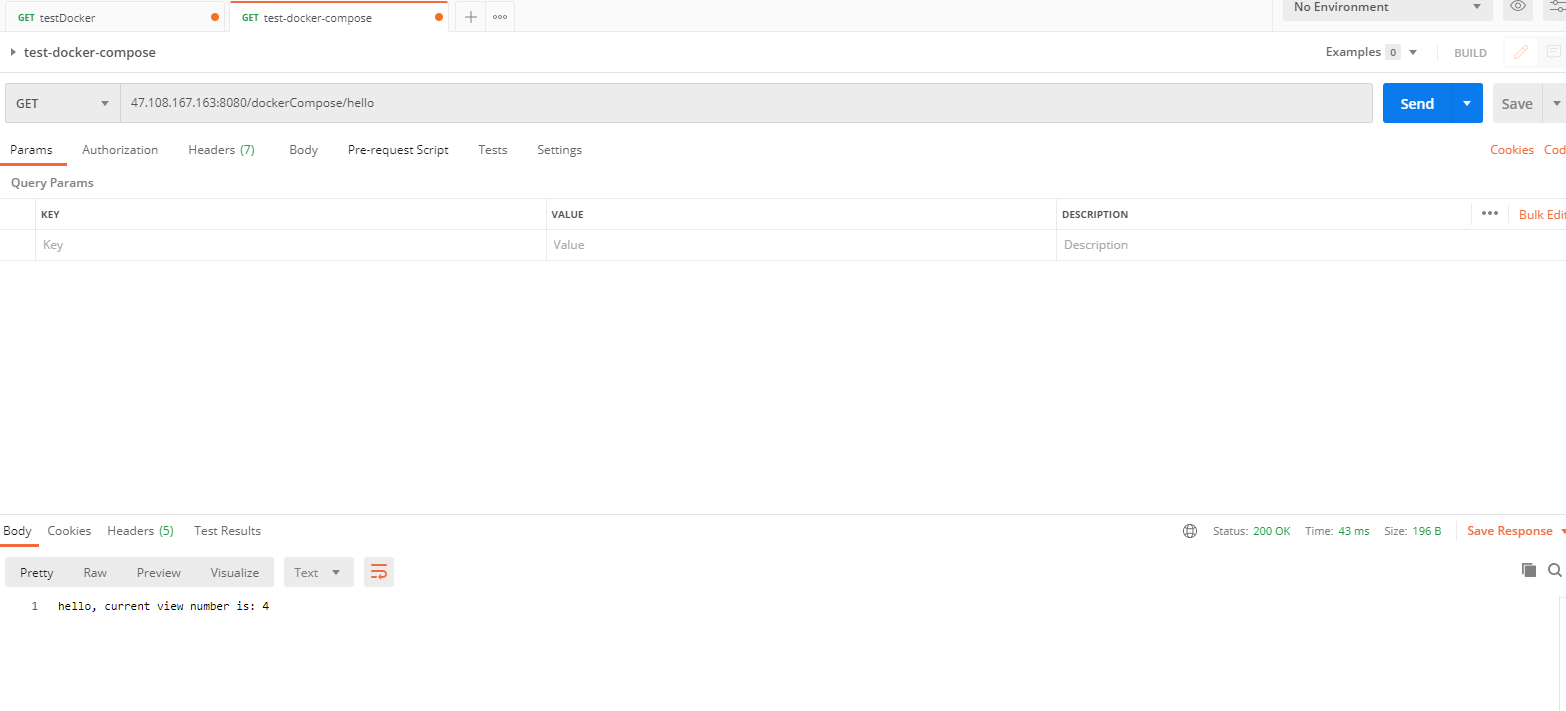 GET testDocker
GET test-docker-compose
No Environment
test-docker-compose
Examples 0
BUILD
GET
47.108.167.163:8080/dockerCompose/hello
Send
Save
Params
Authorization
Headers (7)
Body
Pre-request Script
Tests
Settings
Cookies
Cod
Query Params
KEY
VALUE
DESCRIPTION
Bulk Edit
Key
Value
Description
Body
Cookies
Headers (5)
Test Results
Status: 200 OK
Time: 43 ms
Size: 196 B
Save Response
Pretty
Raw
Preview
Visualize
Text
1
hello, current view number is: 4